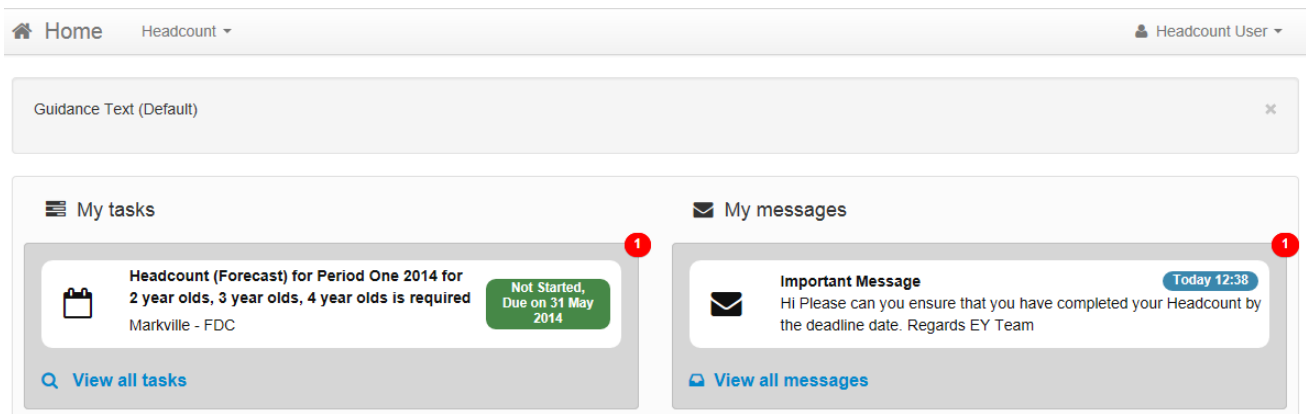 Home
Headcount
Headcount User
Guidance Text (Default)
×
My tasks
1
Headcount (Forecast) for Period One 2014 for
2 year olds, 3 year olds, 4 year olds is required
Markville - FDC
Not Started,
Due on 31 May
2014
View all tasks
My messages
1
Important Message
Today 12:38
Hi Please can you ensure that you have completed your Headcount by
the deadline date. Regards EY Team
View all messages